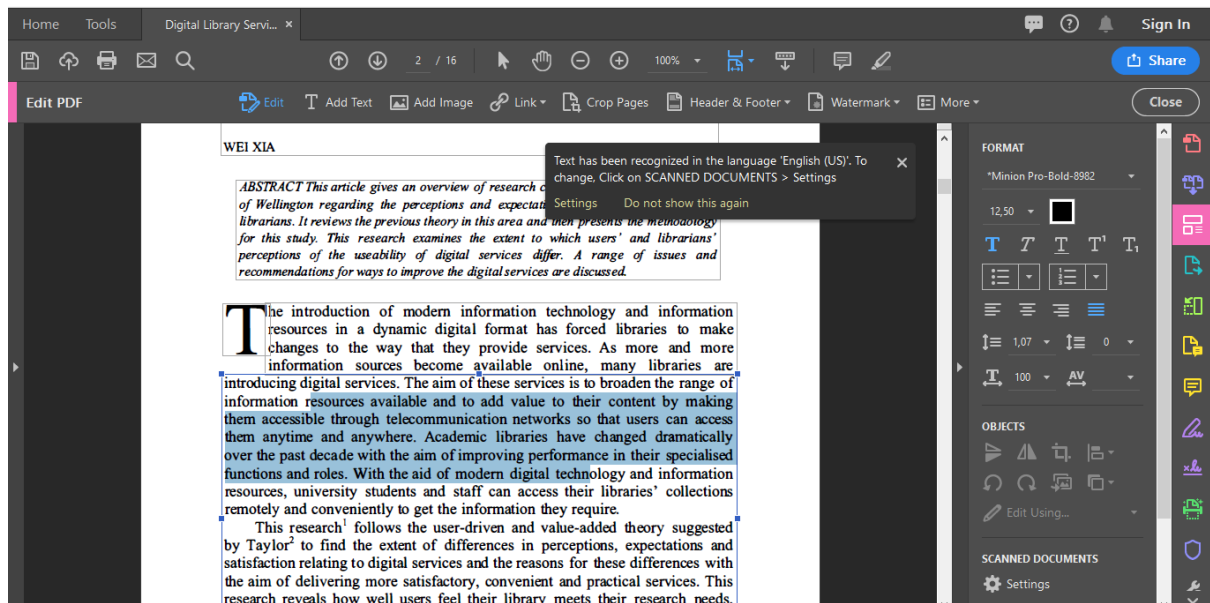 Home Tools Digital Library Servi... × Sign In
2 / 16 100% Share
Edit PDF Edit Add Text Add Image Link Crop Pages Header & Footer Watermark More Close
WEI XIA
Text has been recognized in the language 'English (US)'. To
change, Click on SCANNED DOCUMENTS > Settings
Settings Do not show this again
ABSTRACT This article gives an overview of research
of Wellington regarding the perceptions and
librarians. It reviews the previous theory in this area and then presents the methodology
for this study. This research examines the extent to which users' and librarians'
perceptions of the useability of digital services differ. A range of issues and
recommendations for ways to improve the digital services are discussed.
The introduction of modern information technology and information
resources in a dynamic digital format has forced libraries to make
changes to the way that they provide services. As more and more
information sources become available online, many libraries are
introducing digital services. The aim of these services is to broaden the range of
information resources available and to add value to their content by making
them accessible through telecommunication networks so that users can access
them anytime and anywhere. Academic libraries have changed dramatically
over the past decade with the aim of improving performance in their specialised
functions and roles. With the aid of modern digital technology and information
resources, university students and staff can access their libraries' collections
remotely and conveniently to get the information they require.
This research¹ follows the user-driven and value-added theory suggested
by Taylor² to find the extent of differences in perceptions, expectations and
satisfaction relating to digital services and the reasons for these differences with
the aim of delivering more satisfactory, convenient and practical services. This
research reveals how well users feel their library meets their research needs,
FORMAT
*Minion Pro-Bold-8982
12,50
T T T T¹ T₁
1,07 0
100 AV
OBJECTS
Edit Using...
SCANNED DOCUMENTS
Settings